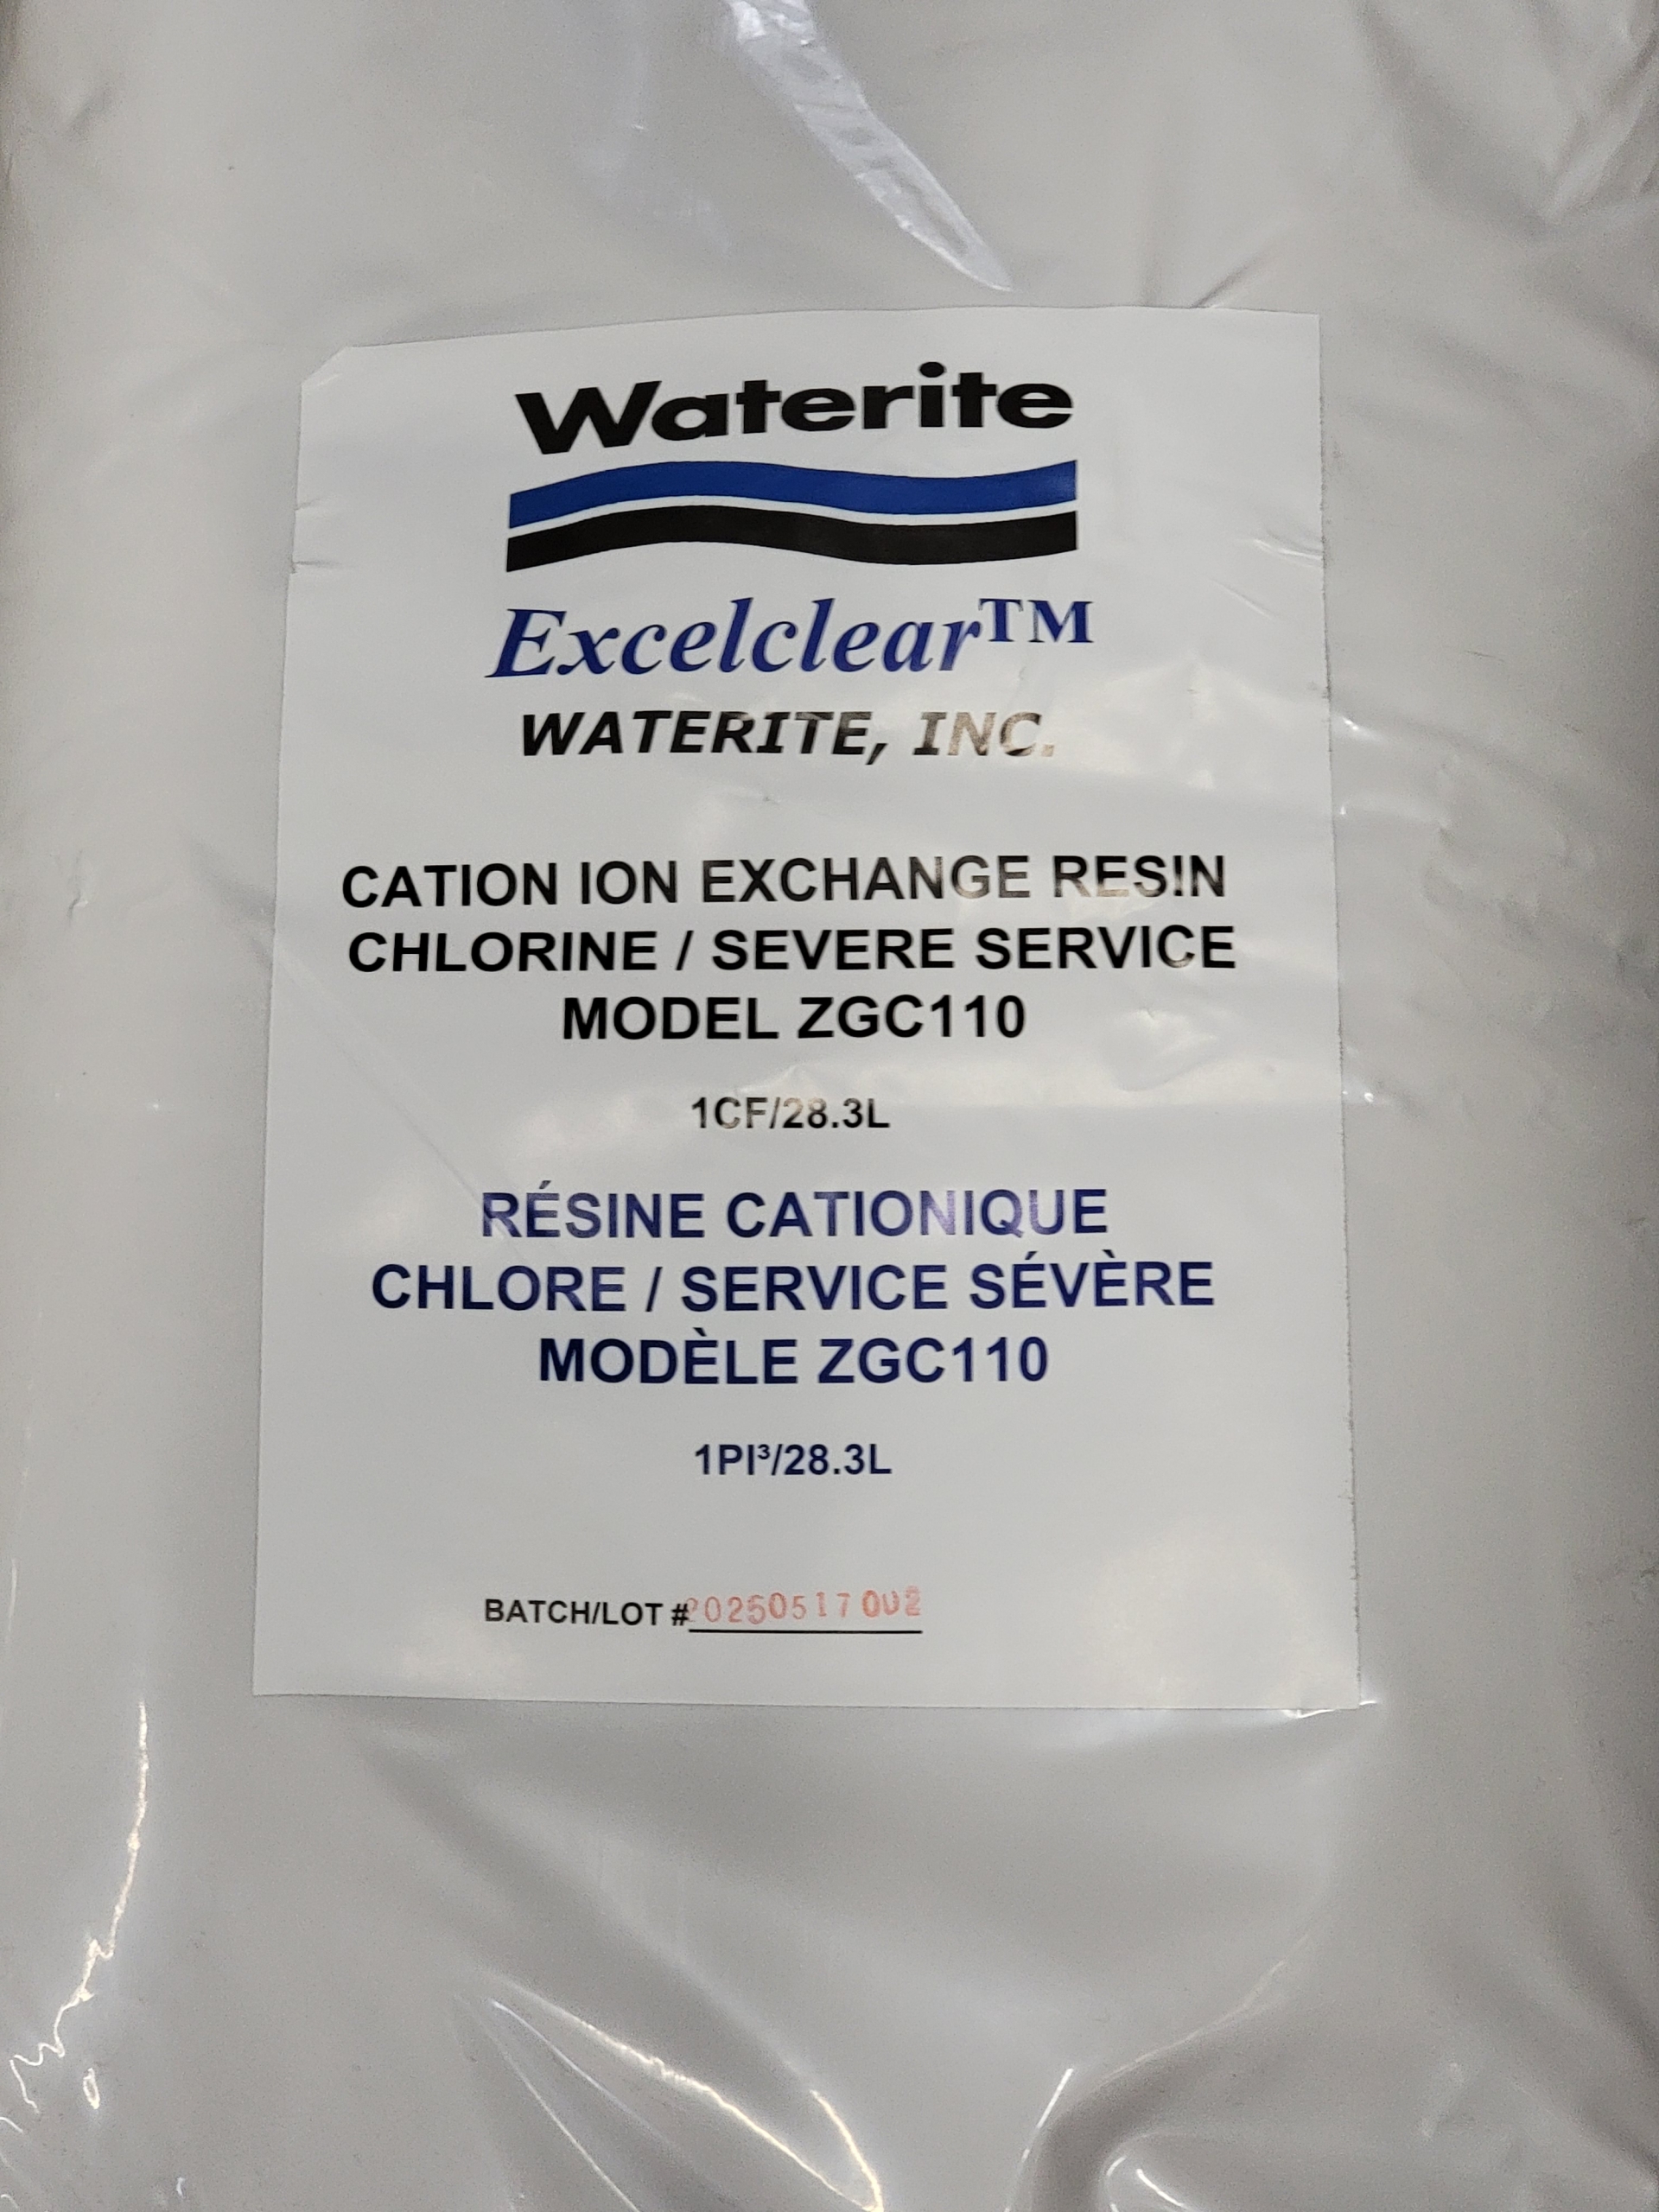 Waterite
Excelclear™
WATERITE, INC.
CATION ION EXCHANGE RESIN
CHLORINE / SEVERE SERVICE
MODEL ZGC110
1CF/28.3L
RÉSINE CATIONIQUE
CHLORE / SERVICE SÉVÈRE
MODÈLE ZGC110
1PI³/28.3L
BATCH/LOT #20250517002